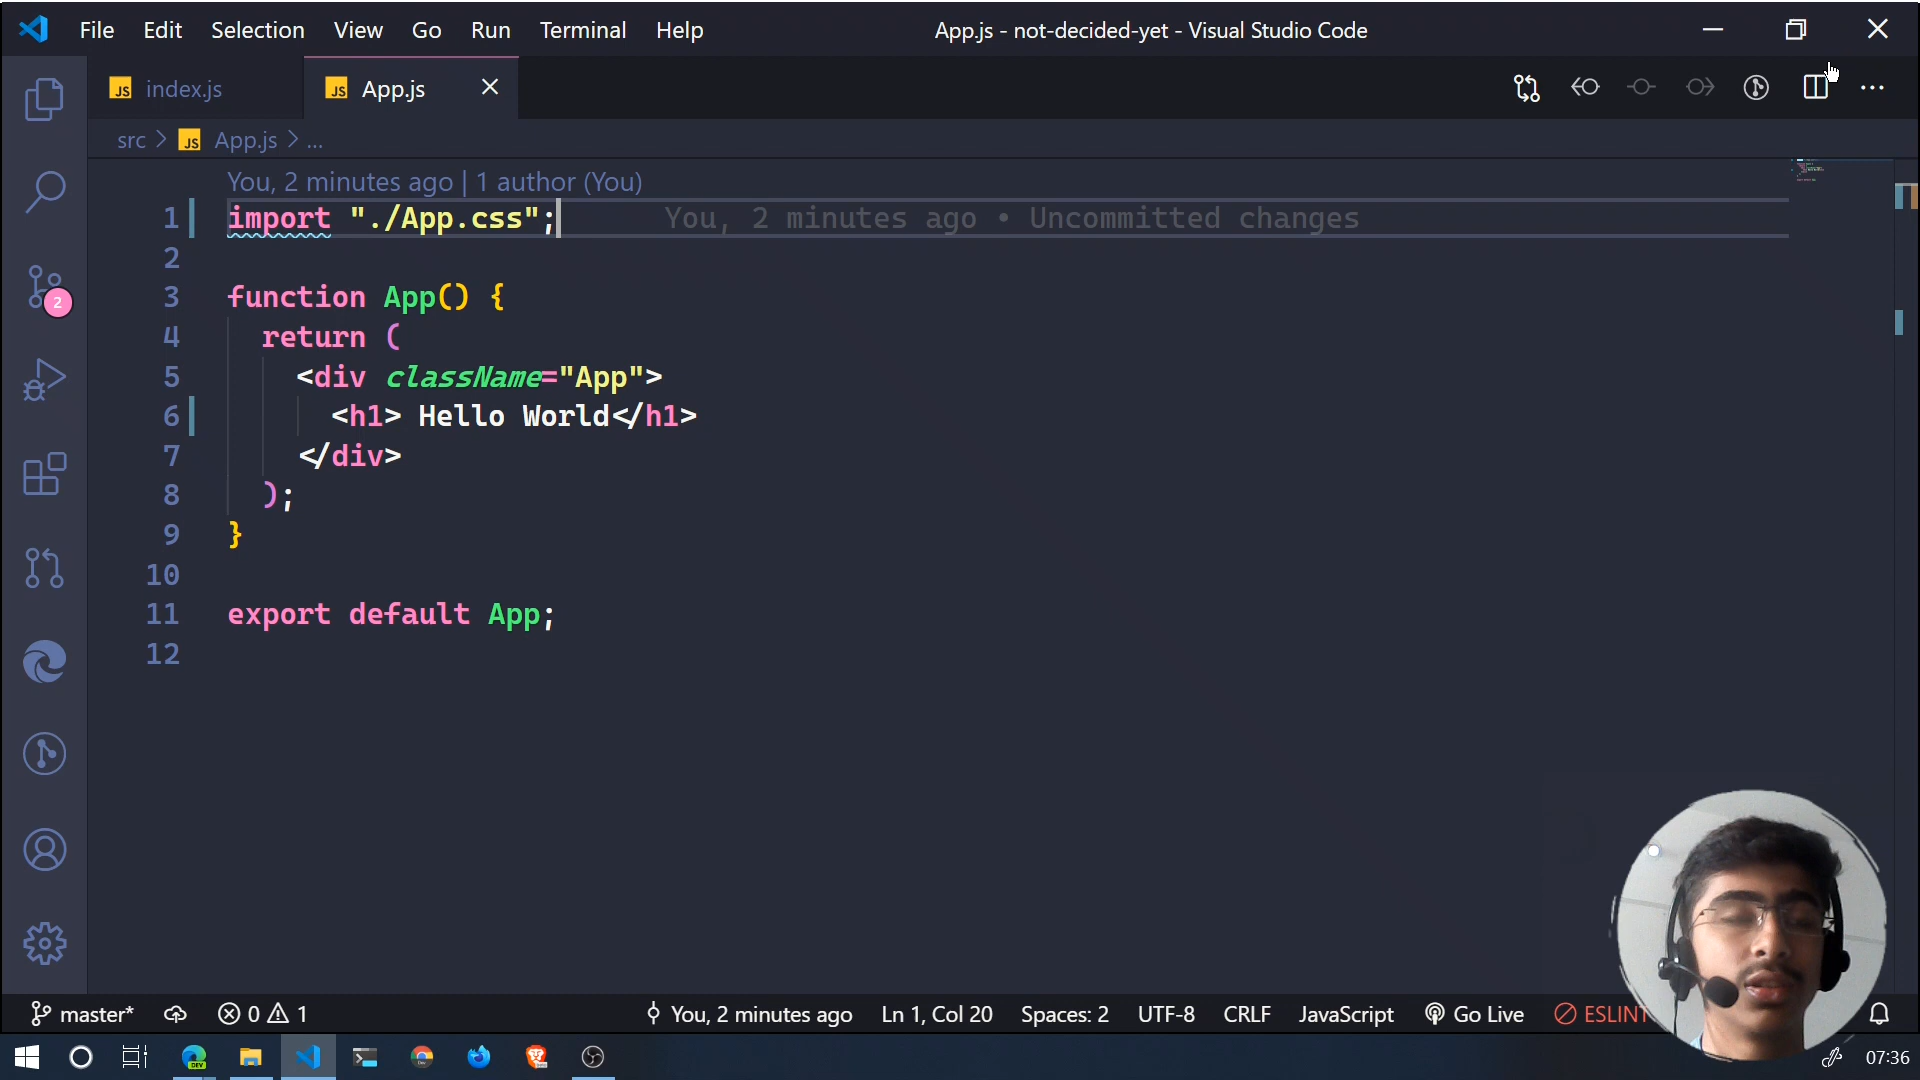 File Edit Selection View Go Run Terminal Help App.js - not-decided-yet - Visual Studio Code
JS index.js JS App.js
src > JS App.js > ...
You, 2 minutes ago | 1 author (You)
1 import "./App.css"; You, 2 minutes ago • Uncommitted changes
2
3 function App() {
4 return (
5 <div className="App">
6 <h1> Hello World</h1>
7 </div>
8 );
9 }
10
11 export default App;
12
2
master* 0 1 You, 2 minutes ago Ln 1, Col 20 Spaces: 2 UTF-8 CRLF JavaScript Go Live ESLINT
DEV Dev 07:36